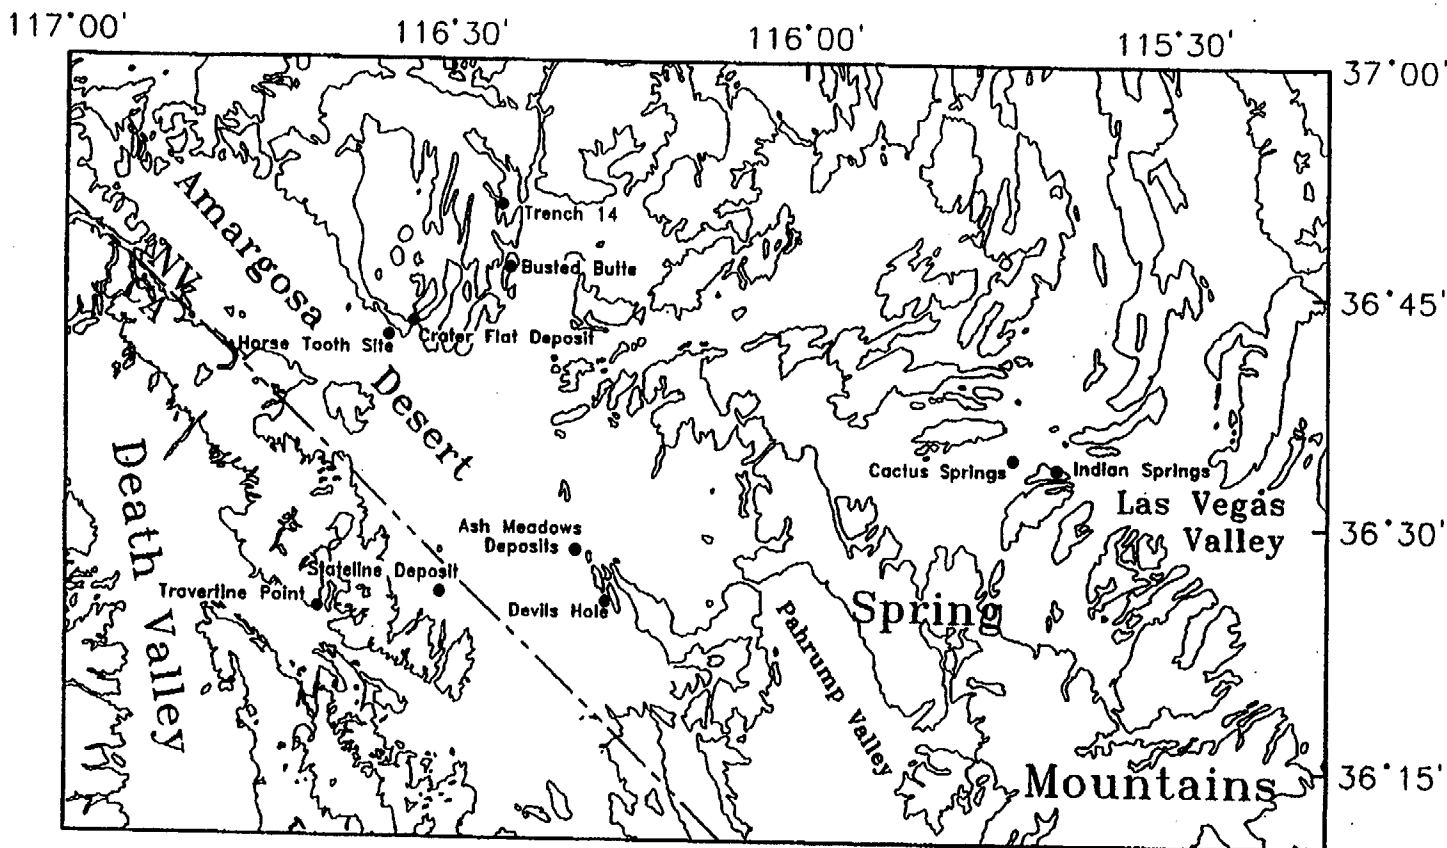 117°00'
116°30'
116°00'
115°30'
37°00'
Amargosa
Desert
Trench 14
NV
CA
Busted Butte
36°45'
Horse Tooth Site
Crater Flat Deposit
Death Valley
Cactus Springs
Indian Springs
Las Vegas
Valley
36°30'
Ash Meadows
Deposits
Stateline Deposit
Travertine Point
Devils Hole
Pahrump Valley
Spring
Mountains
36°15'